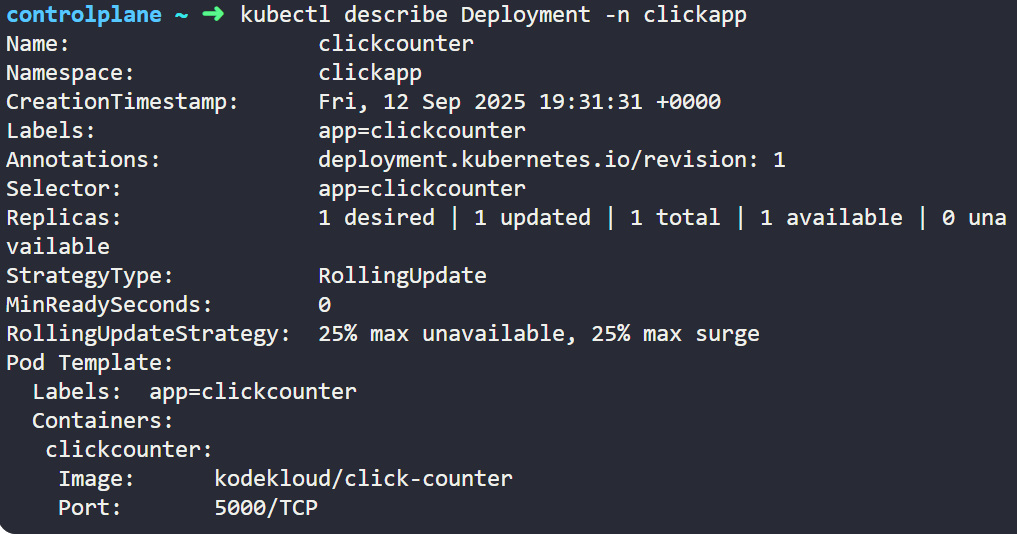 controlplane ~ ➜ kubectl describe Deployment -n clickapp
Name:                   clickcounter
Namespace:              clickapp
CreationTimestamp:      Fri, 12 Sep 2025 19:31:31 +0000
Labels:                 app=clickcounter
Annotations:            deployment.kubernetes.io/revision: 1
Selector:               app=clickcounter
Replicas:               1 desired | 1 updated | 1 total | 1 available | 0 una
vailable
StrategyType:           RollingUpdate
MinReadySeconds:        0
RollingUpdateStrategy:  25% max unavailable, 25% max surge
Pod Template:
  Labels:  app=clickcounter
  Containers:
   clickcounter:
    Image:      kodekloud/click-counter
    Port:       5000/TCP